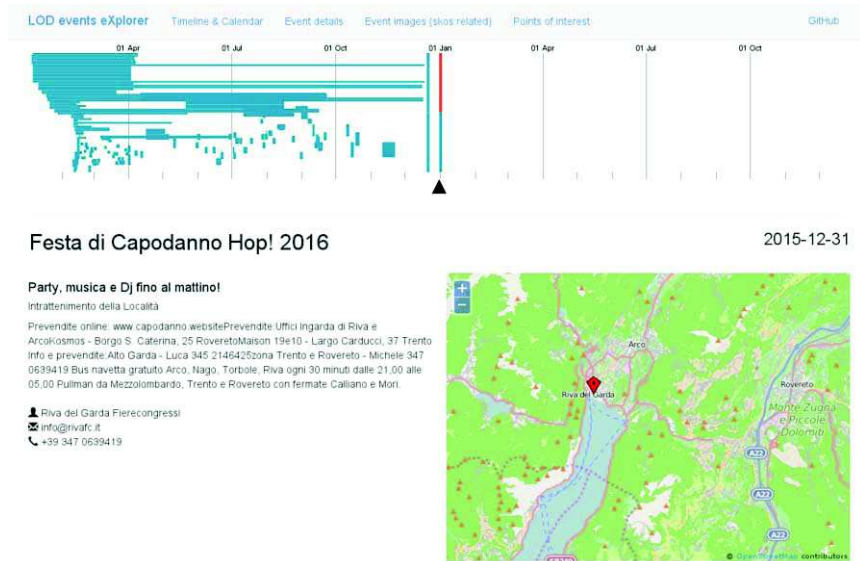 LOD events eXplorer Timeline & Calendar Event details Event images (skos:related) Points of interest GitHub
01 Apr 01 Jul 01 Oct 01 Jan 01 Apr 01 Jul 01 Oct
Festa di Capodanno Hop! 2016 2015-12-31
Party, musica e Dj fino al mattino!
Intrattenimento della Località
Prevendite online: www.capodanno.websitePrevendite:Uffici Ingarda di Riva e
ArcoKosmos - Borgo S. Caterina, 25 RoveretoMaison 19e10 - Largo Carducci, 37 Trento
Info e prevendite:Alto Garda - Luca 345 2146425zona Trento e Rovereto - Michele 347
0639419 Bus navetta gratuito Arco, Nago, Torbole, Riva ogni 30 minuti dalle 21,00 alle
05,00 Pullman da Mezzolombardo, Trento e Rovereto con fermate Calliano e Mori.
Riva del Garda Fierecongressi
info@rivafc.it
+39 347 0639419
+
−
Arco
Riva del Garda
Rovereto
Monte Zugna
e Piccole
Dolomiti
A22
A22
A22
© OpenStreetMap contributors